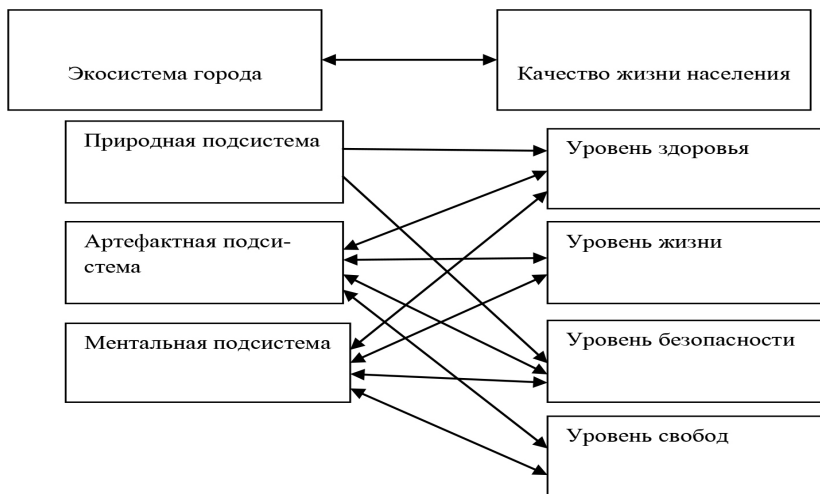 Экосистема города
Качество жизни населения
Природная подсистема
Уровень здоровья
Артефактная подси-
стема
Уровень жизни
Ментальная подсистема
Уровень безопасности
Уровень свобод